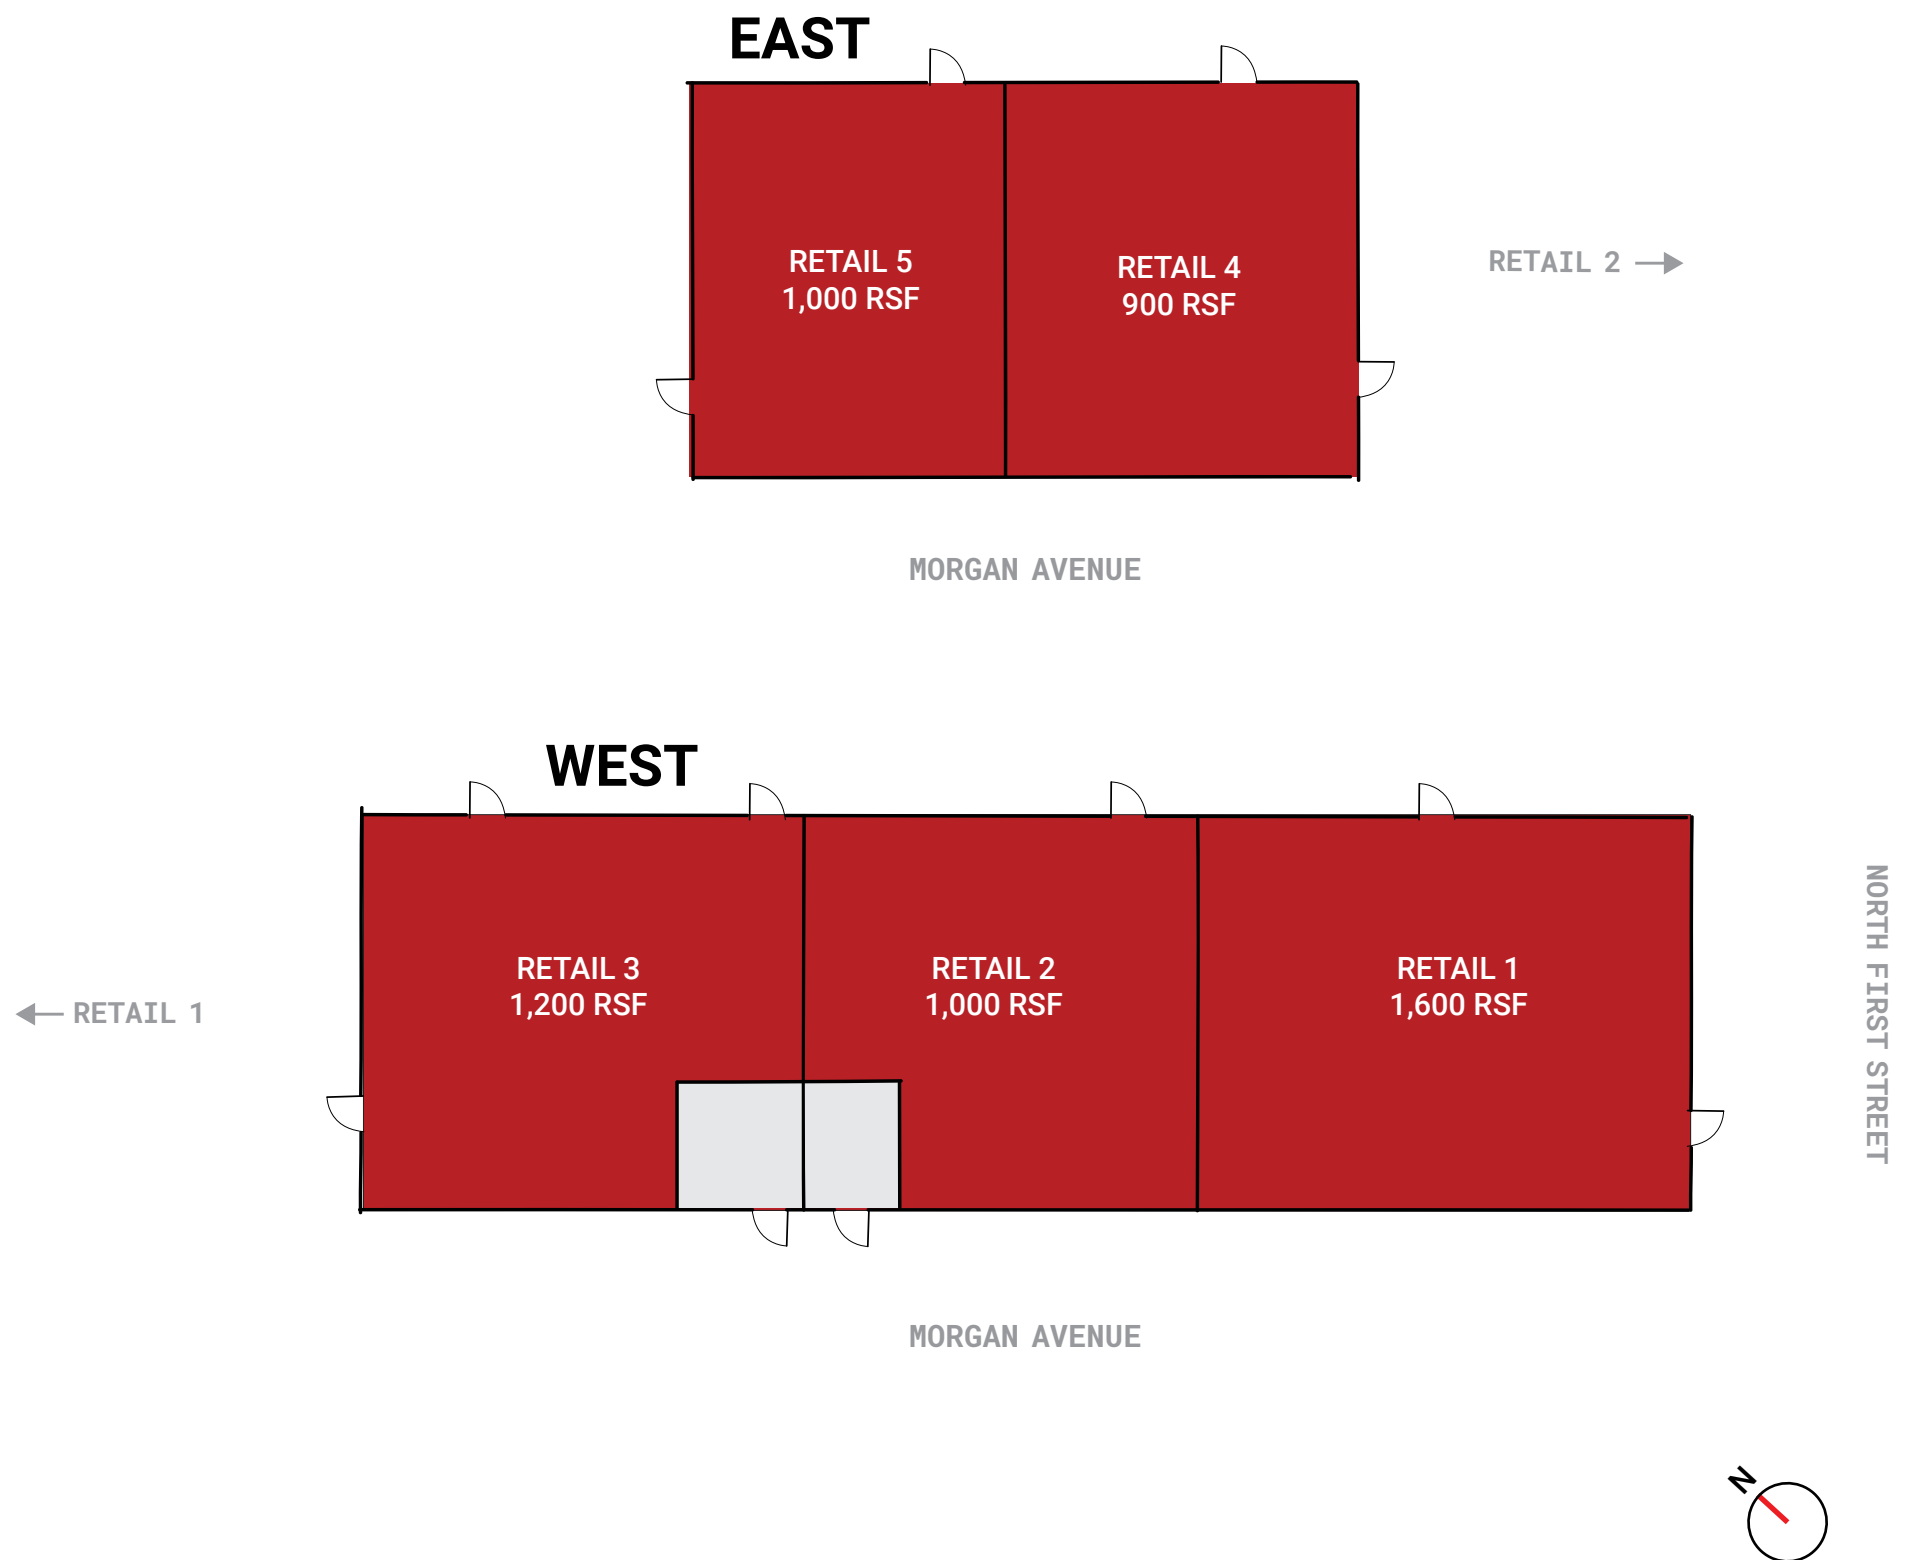 EAST
RETAIL 5
1,000 RSF
RETAIL 4
900 RSF
RETAIL 2
MORGAN AVENUE
WEST
RETAIL 3
1,200 RSF
RETAIL 2
1,000 RSF
RETAIL 1
1,600 RSF
RETAIL 1
NORTH FIRST STREET
MORGAN AVENUE
N